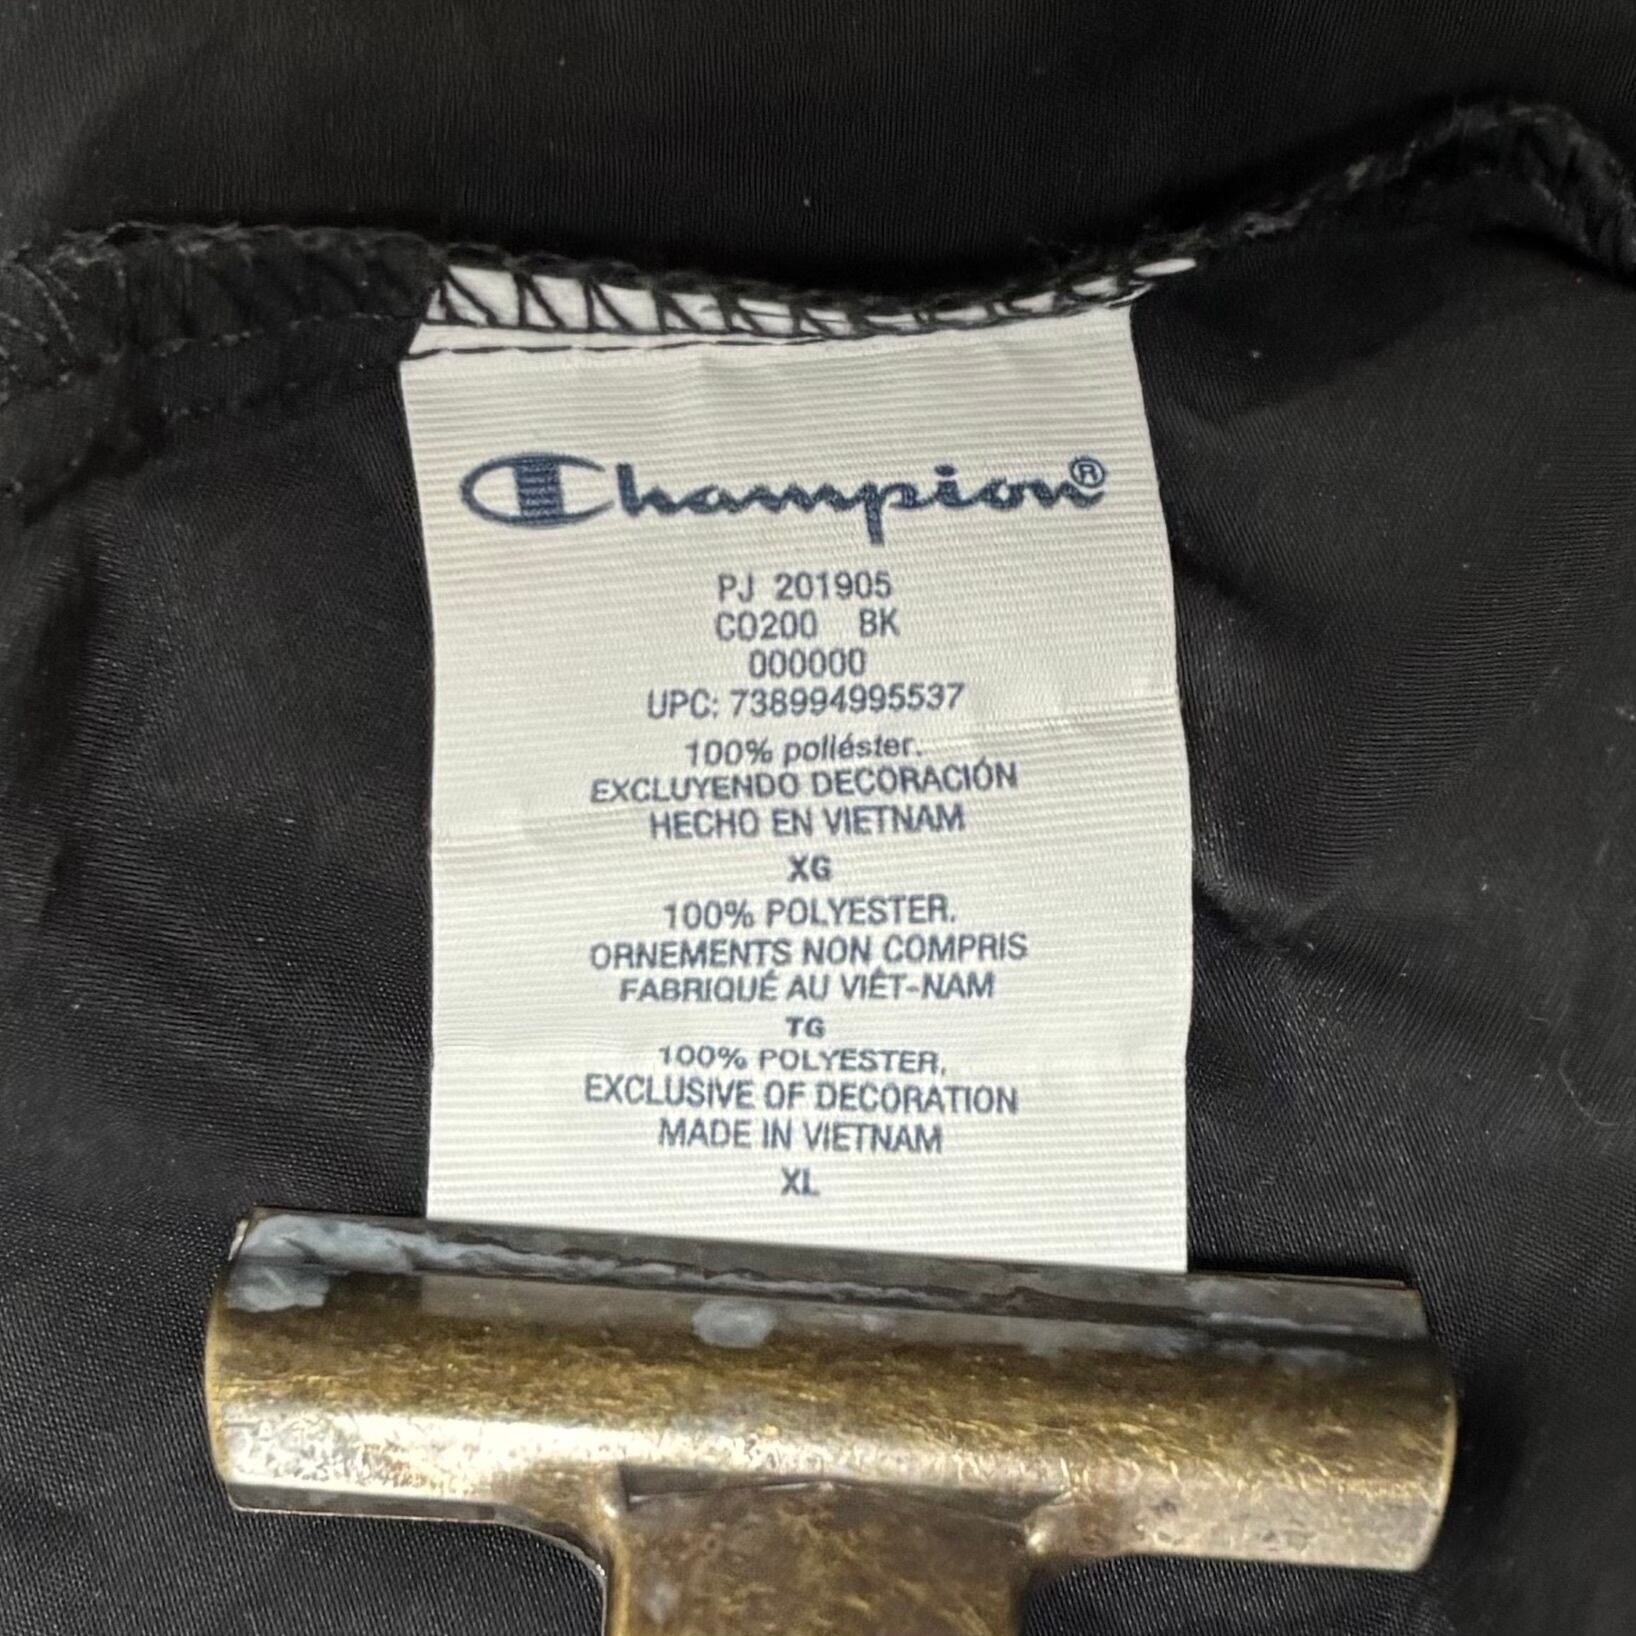 Champion®
PJ 201905
CO200 BK
000000
UPC: 738994995537
100% poliéster.
EXCLUYENDO DECORACIÓN
HECHO EN VIETNAM
XG
100% POLYESTER.
ORNEMENTS NON COMPRIS
FABRIQUÉ AU VIÊT-NAM
TG
100% POLYESTER,
EXCLUSIVE OF DECORATION
MADE IN VIETNAM
XL